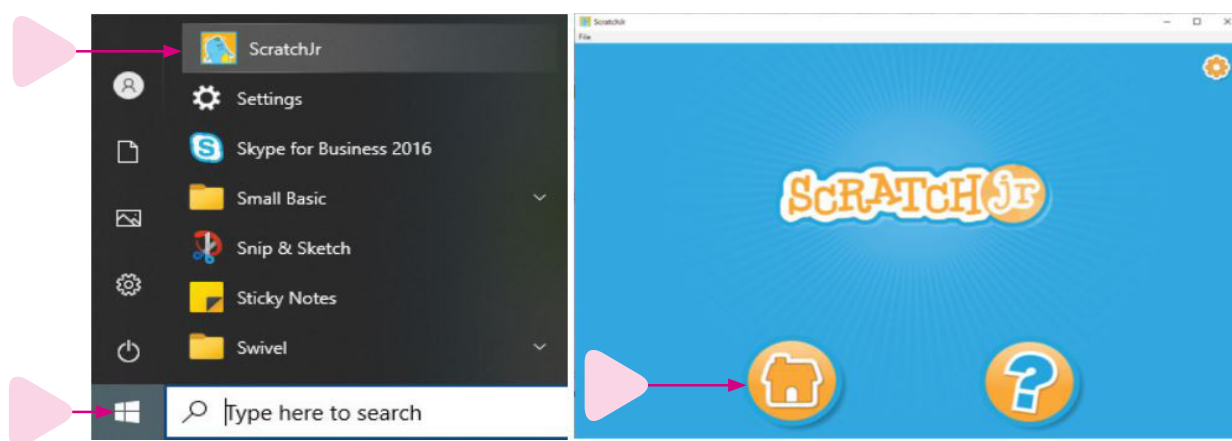 ScratchJr
Settings
Skype for Business 2016
Small Basic
Snip & Sketch
Sticky Notes
Swivel
Type here to search
ScratchJr
File
SCRATCH jr
?